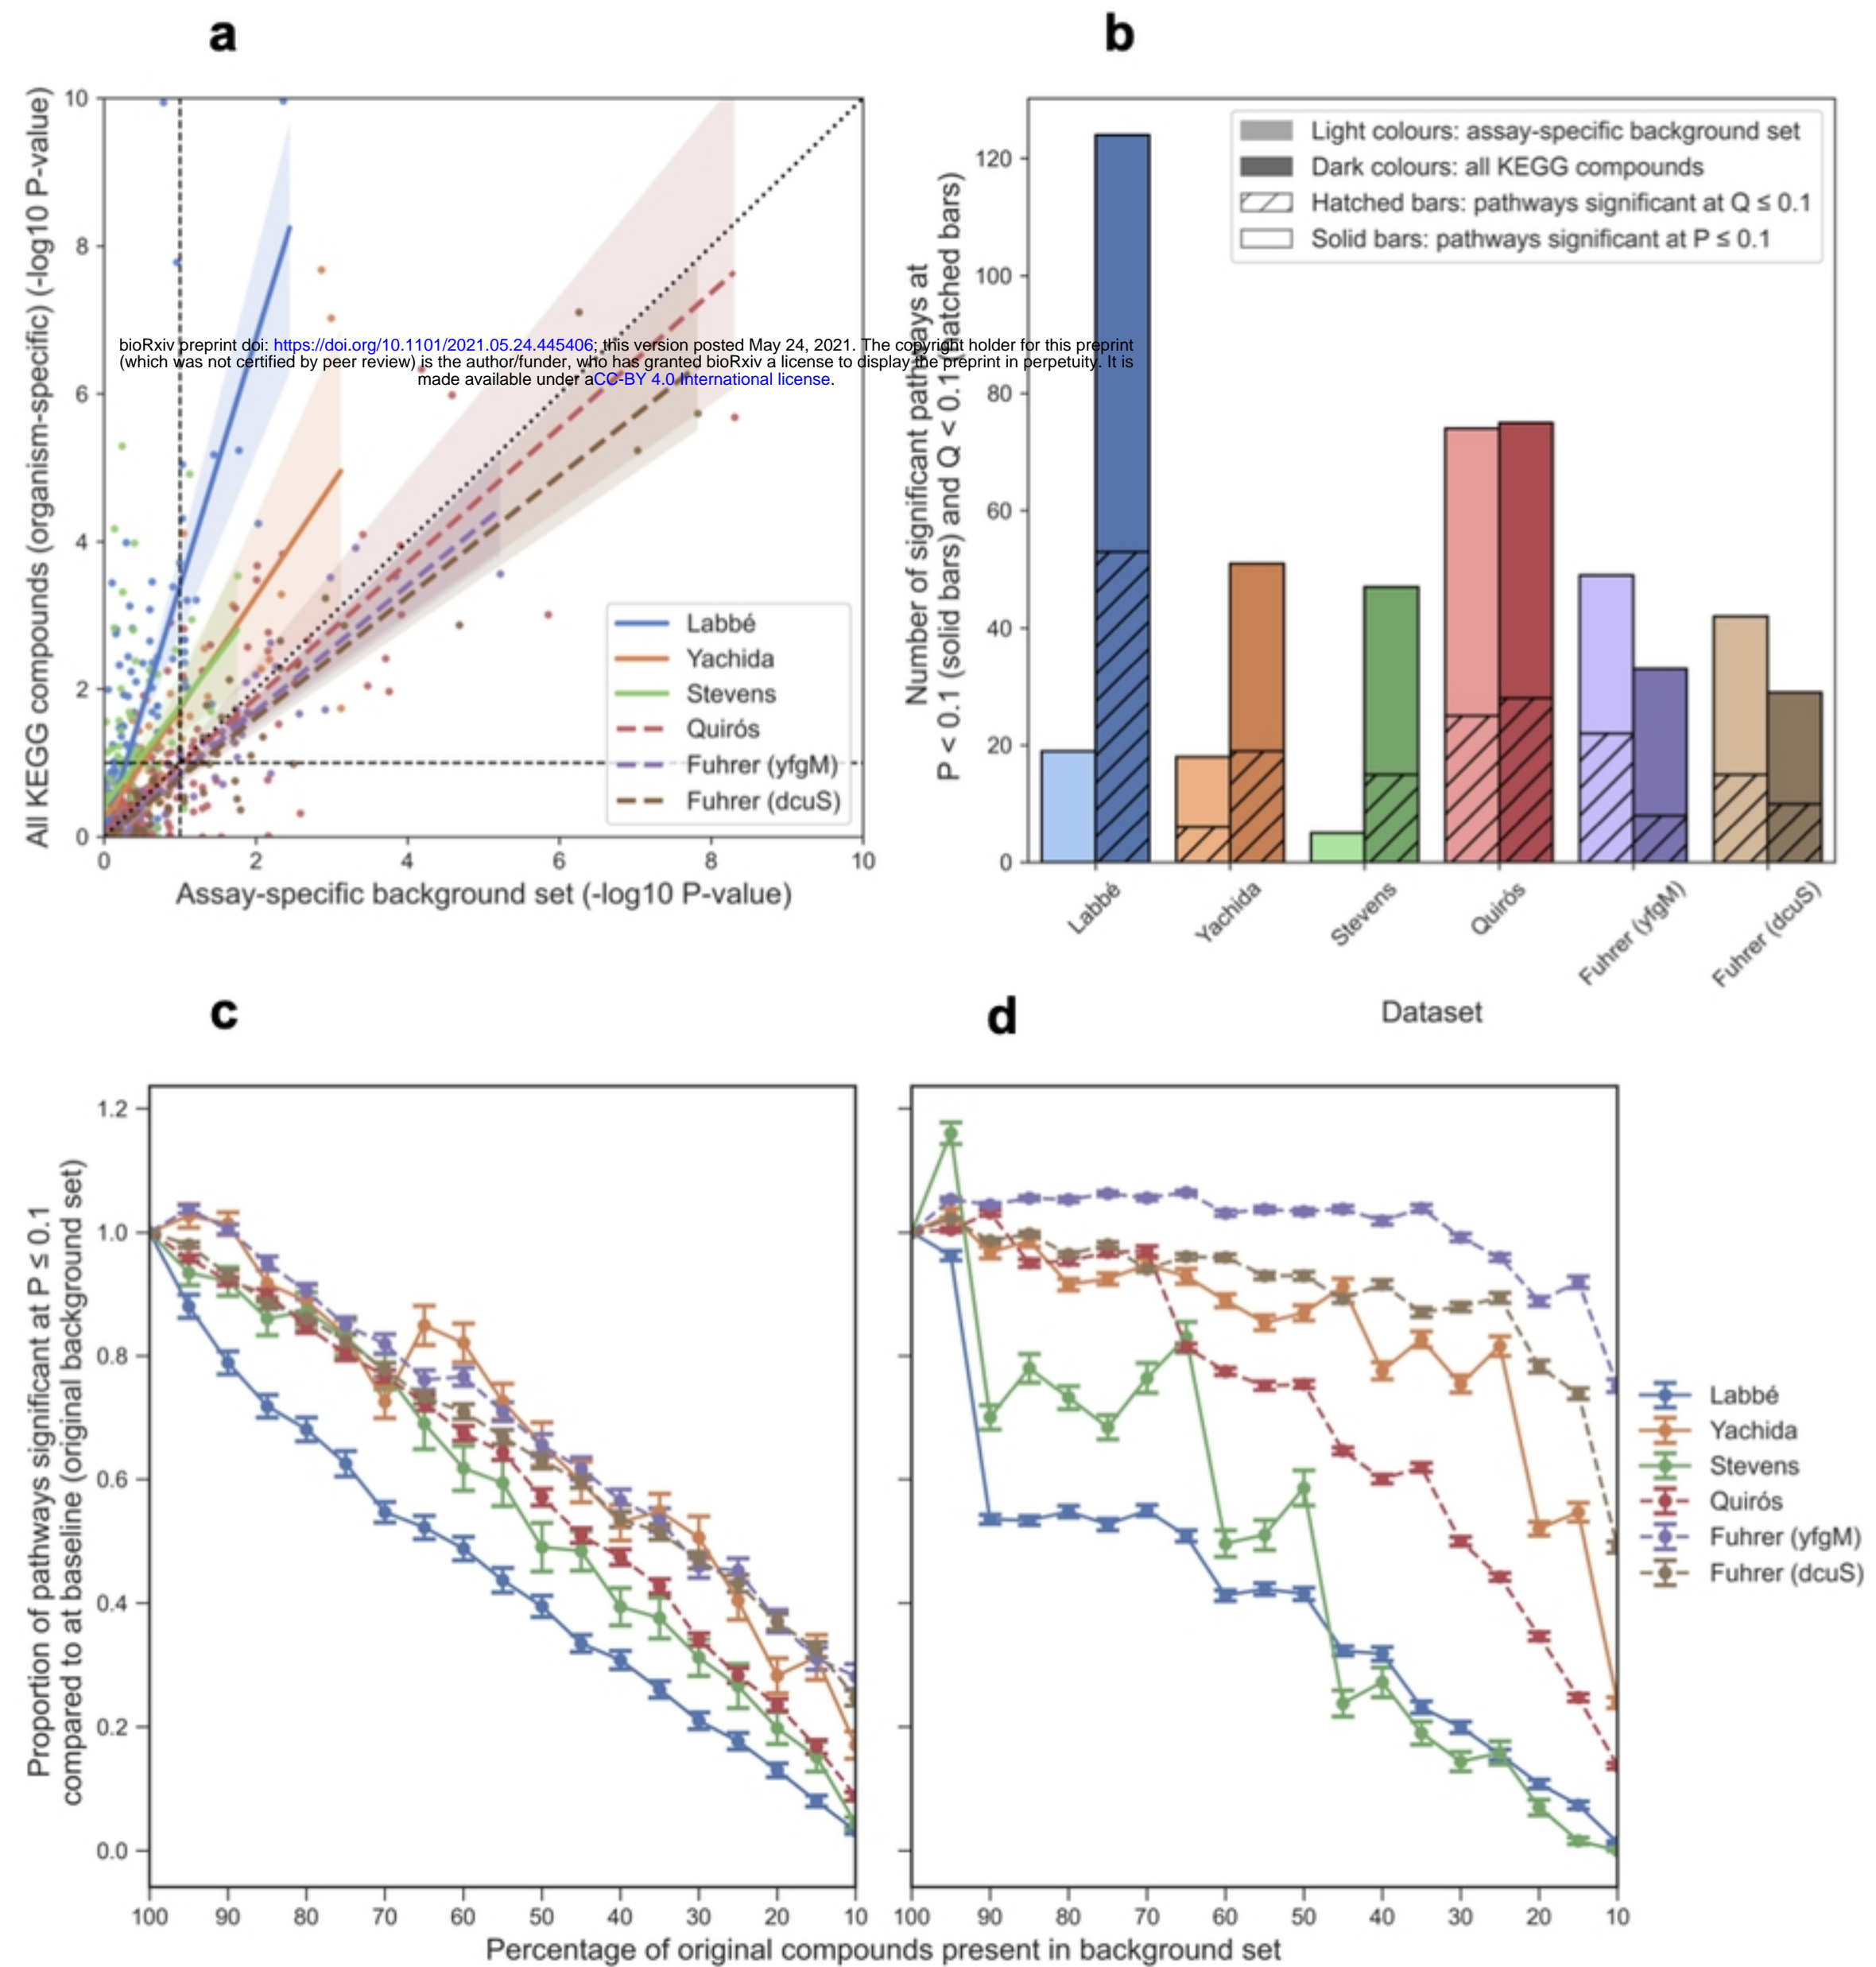 a
b
All KEGG compounds (organism-specific) (-log10 P-value)
10
8
6
4
2
0
0 2 4 6 8 10
Assay-specific background set (-log10 P-value)
Labbé
Yachida
Stevens
Quirós
Fuhrer (yfgM)
Fuhrer (dcuS)
bioRxiv preprint doi: https://doi.org/10.1101/2021.05.24.445406; this version posted May 24, 2021. The copyright holder for this preprint
(which was not certified by peer review) is the author/funder, who has granted bioRxiv a license to display the preprint in perpetuity. It is
made available under aCC-BY 4.0 International license.
Number of significant pathways at
P < 0.1 (solid bars) and Q < 0.1 (hatched bars)
120
100
80
60
40
20
0
Light colours: assay-specific background set
Dark colours: all KEGG compounds
Hatched bars: pathways significant at Q ≤ 0.1
Solid bars: pathways significant at P ≤ 0.1
Labbé
Yachida
Stevens
Quirós
Fuhrer (yfgM)
Fuhrer (dcuS)
Dataset
c
d
Proportion of pathways significant at P ≤ 0.1
compared to at baseline (original background set)
1.2
1.0
0.8
0.6
0.4
0.2
0.0
100 90 80 70 60 50 40 30 20 10
100 90 80 70 60 50 40 30 20 10
Percentage of original compounds present in background set
Labbé
Yachida
Stevens
Quirós
Fuhrer (yfgM)
Fuhrer (dcuS)